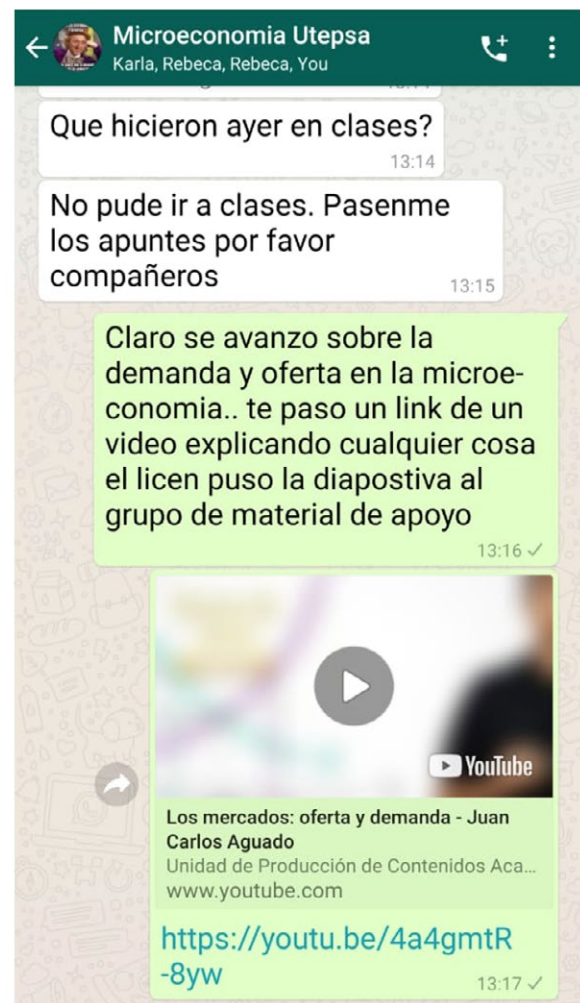 Microeconomia Utepsa
Karla, Rebeca, Rebeca, You
Que hicieron ayer en clases?
13:14
No pude ir a clases. Pasenme
los apuntes por favor
compañeros
13:15
Claro se avanzo sobre la
demanda y oferta en la microe-
conomia.. te paso un link de un
video explicando cualquier cosa
el licen puso la diapostiva al
grupo de material de apoyo
13:16
YouTube
Los mercados: oferta y demanda - Juan
Carlos Aguado
Unidad de Producción de Contenidos Aca...
www.youtube.com
https://youtu.be/4a4gmtR
-8yw
13:17